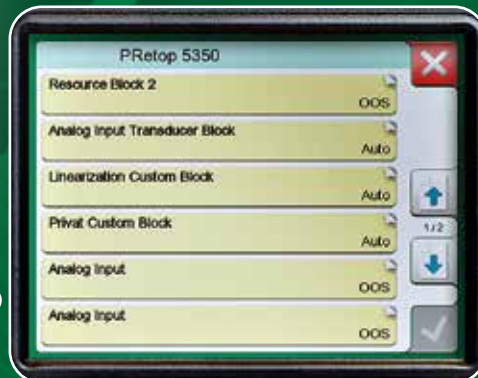 PRetop 5350
Resource Block 2
OOS
Analog Input Transducer Block
Auto
Linearization Custom Block
Auto
Privat Custom Block
Auto
1/2
Analog Input
OOS
Analog Input
OOS